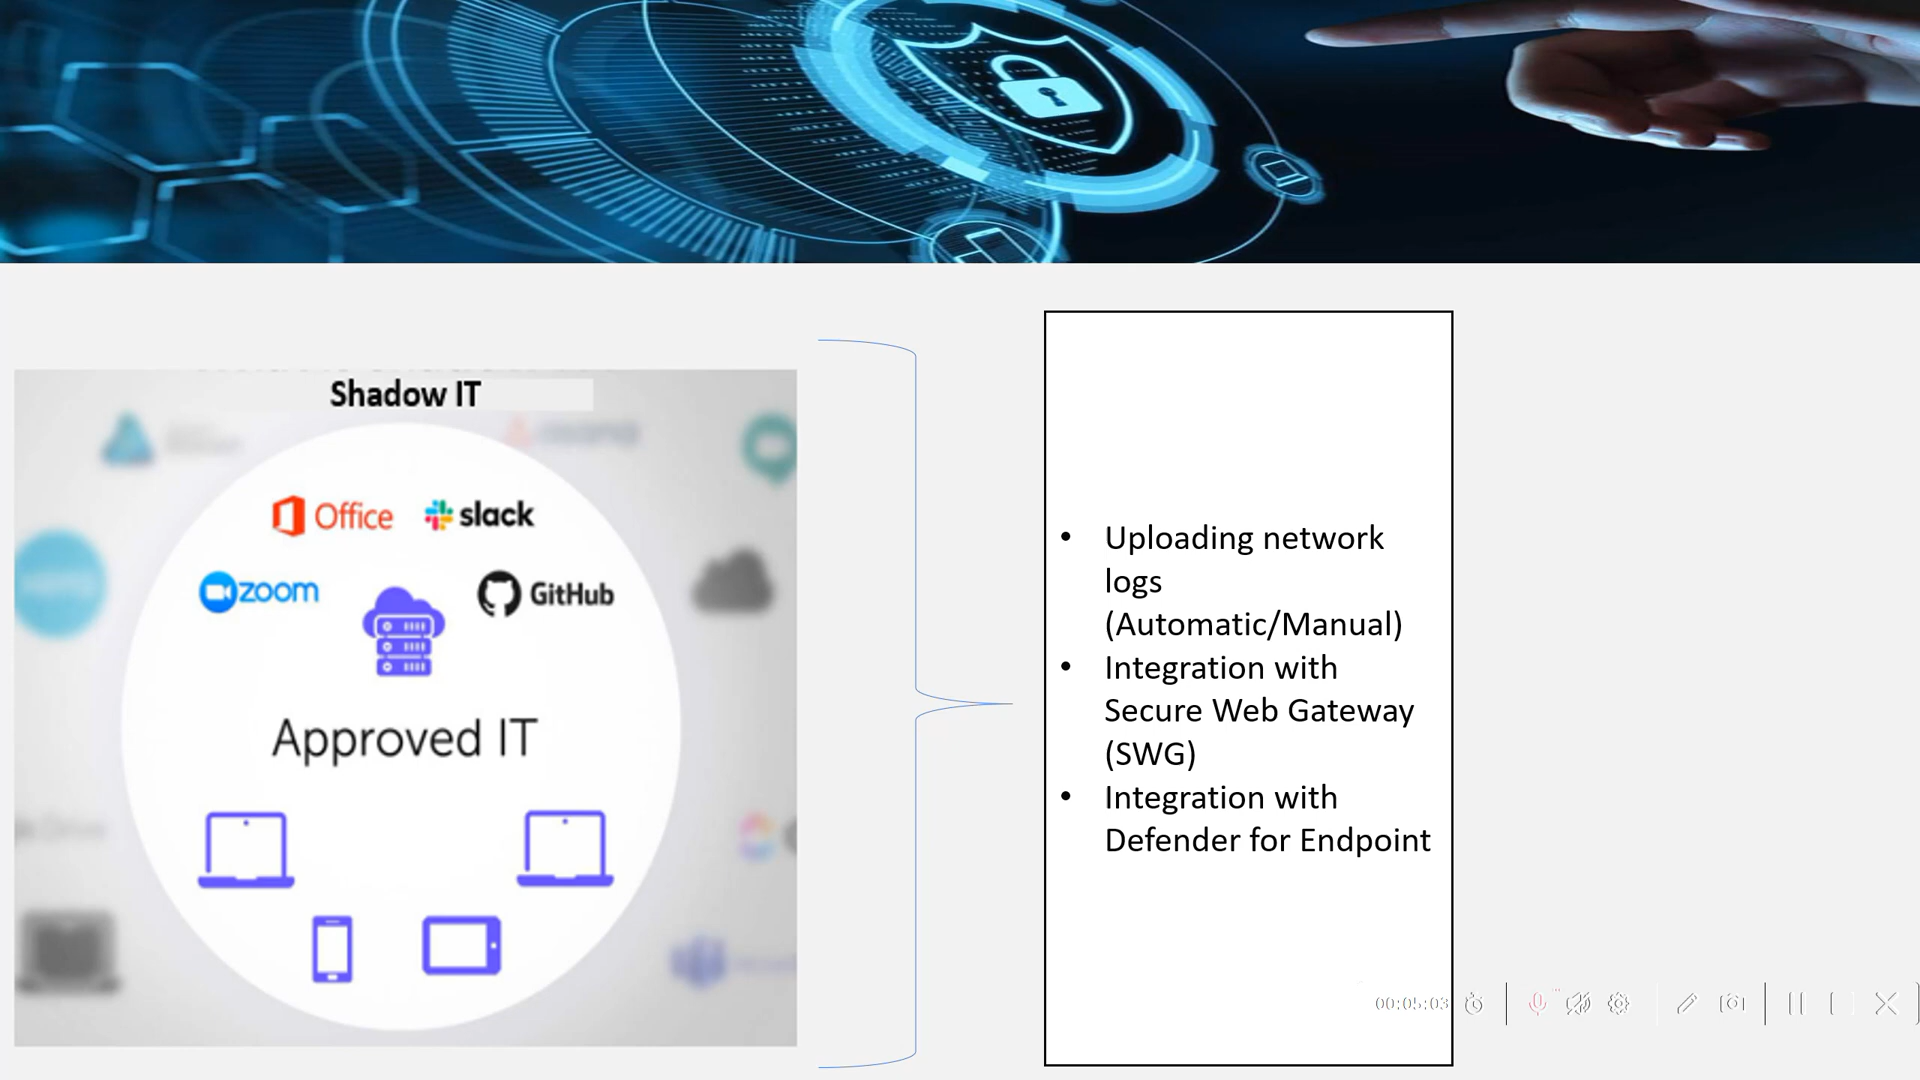 Shadow IT
Office slack
zoom GitHub
Approved IT
• Uploading network
logs
(Automatic/Manual)
• Integration with
Secure Web Gateway
(SWG)
• Integration with
Defender for Endpoint
00:05:03